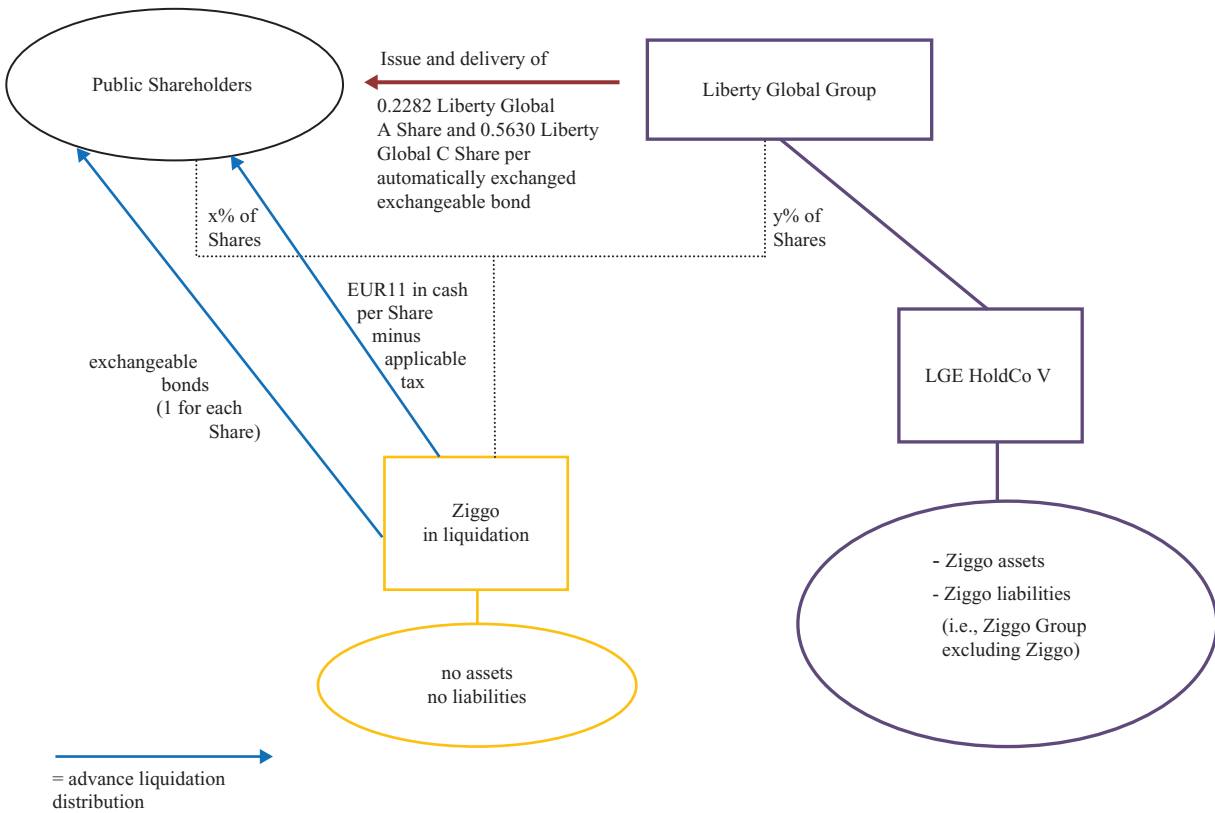 Public Shareholders
Issue and delivery of
0.2282 Liberty Global
A Share and 0.5630 Liberty
Global C Share per
automatically exchanged
exchangeable bond
Liberty Global Group
x% of
Shares
y% of
Shares
EUR11 in cash
per Share
minus
applicable
tax
exchangeable
bonds
(1 for each
Share)
LGE HoldCo V
Ziggo
in liquidation
- Ziggo assets
- Ziggo liabilities
(i.e., Ziggo Group
excluding Ziggo)
no assets
no liabilities
= advance liquidation
distribution